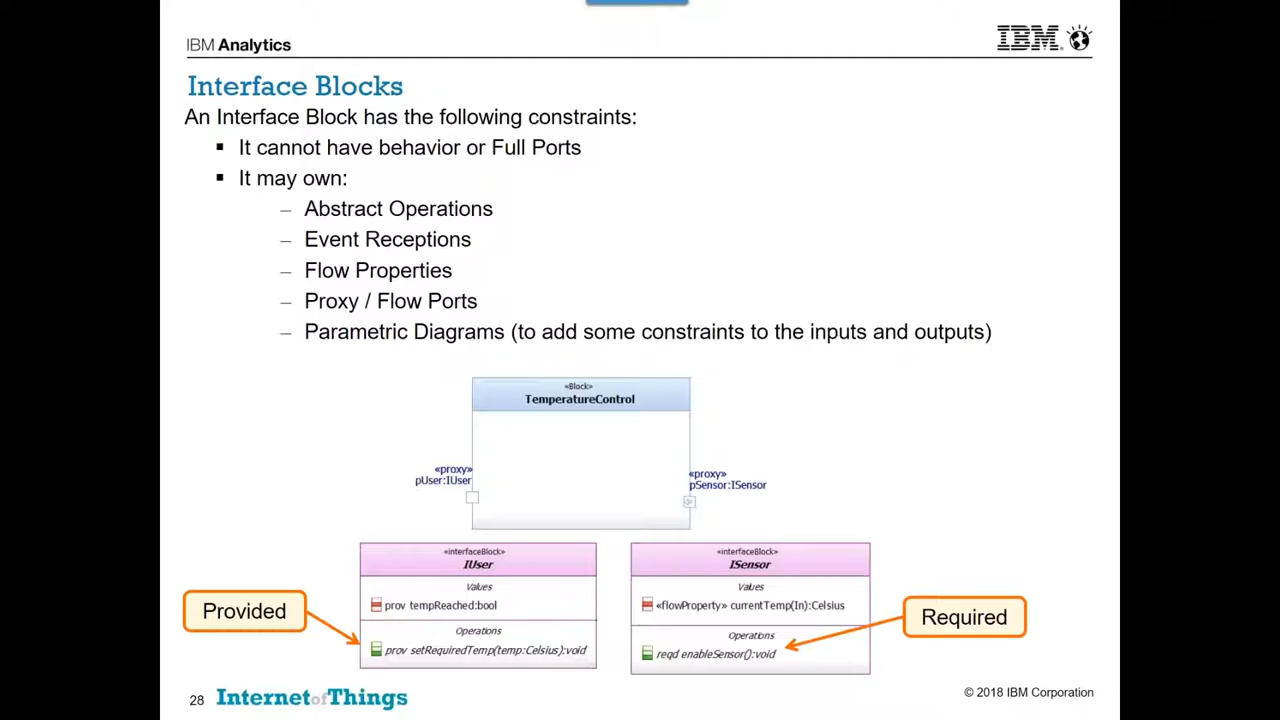 IBM Analytics
IBM
Interface Blocks
An Interface Block has the following constraints:
▪ It cannot have behavior or Full Ports
▪ It may own:
– Abstract Operations
– Event Receptions
– Flow Properties
– Proxy / Flow Ports
– Parametric Diagrams (to add some constraints to the inputs and outputs)
«Block»
TemperatureControl
«proxy»
pUser:IUser
«proxy»
pSensor:ISensor
«interfaceBlock»
IUser
Values
prov tempReached:bool
Operations
prov setRequiredTemp(temp:Celsius):void
«interfaceBlock»
ISensor
Values
«flowProperty» currentTemp(In):Celsius
Operations
reqd enableSensor():void
Provided
Required
28
InternetofThings
© 2018 IBM Corporation